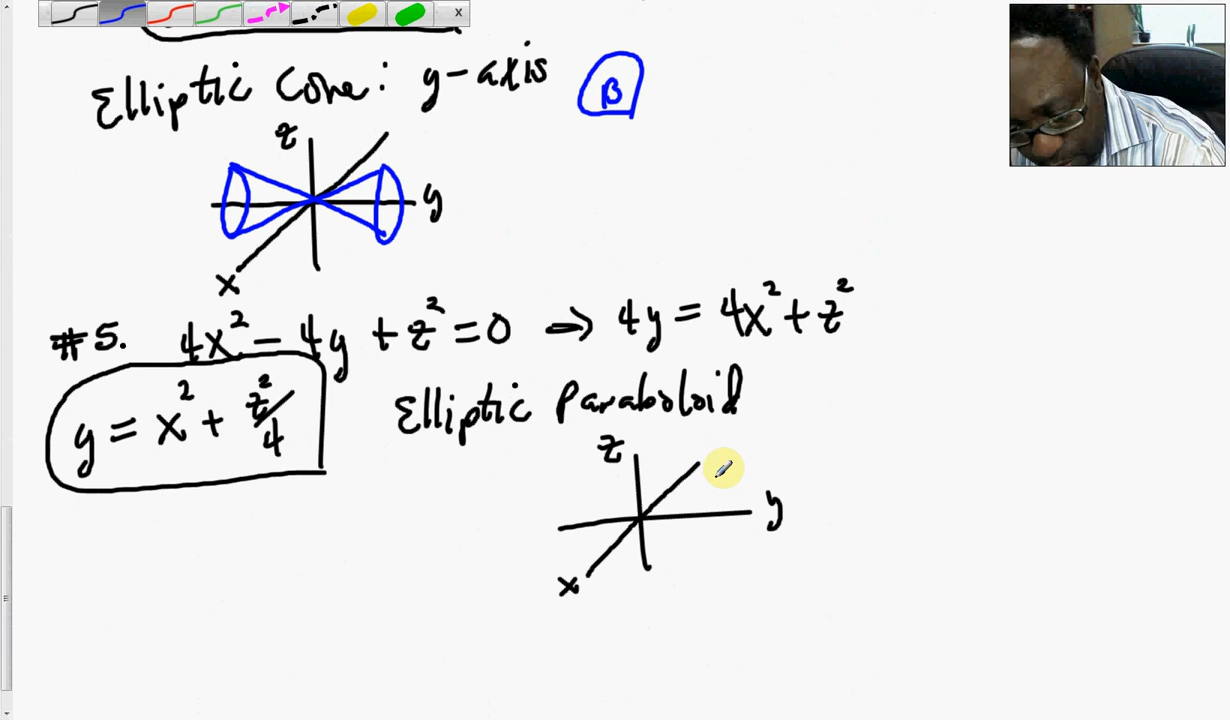 x
Elliptic Cone: y-axis B
z
y
x
#5. 4x² - 4y + z² = 0 ⇒ 4y = 4x² + z²
y = x² + z²/4 Elliptic Paraboloid
z
y
x